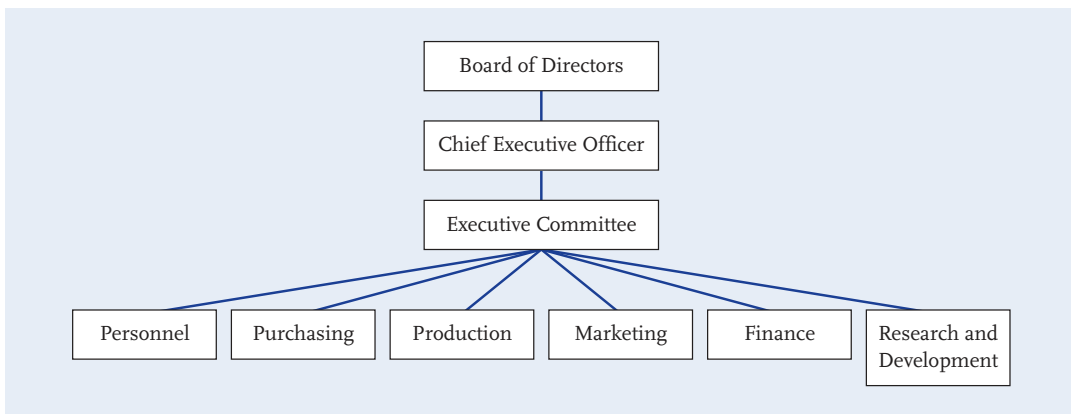 Board of Directors
Chief Executive Officer
Executive Committee
Personnel
Purchasing
Production
Marketing
Finance
Research and
Development